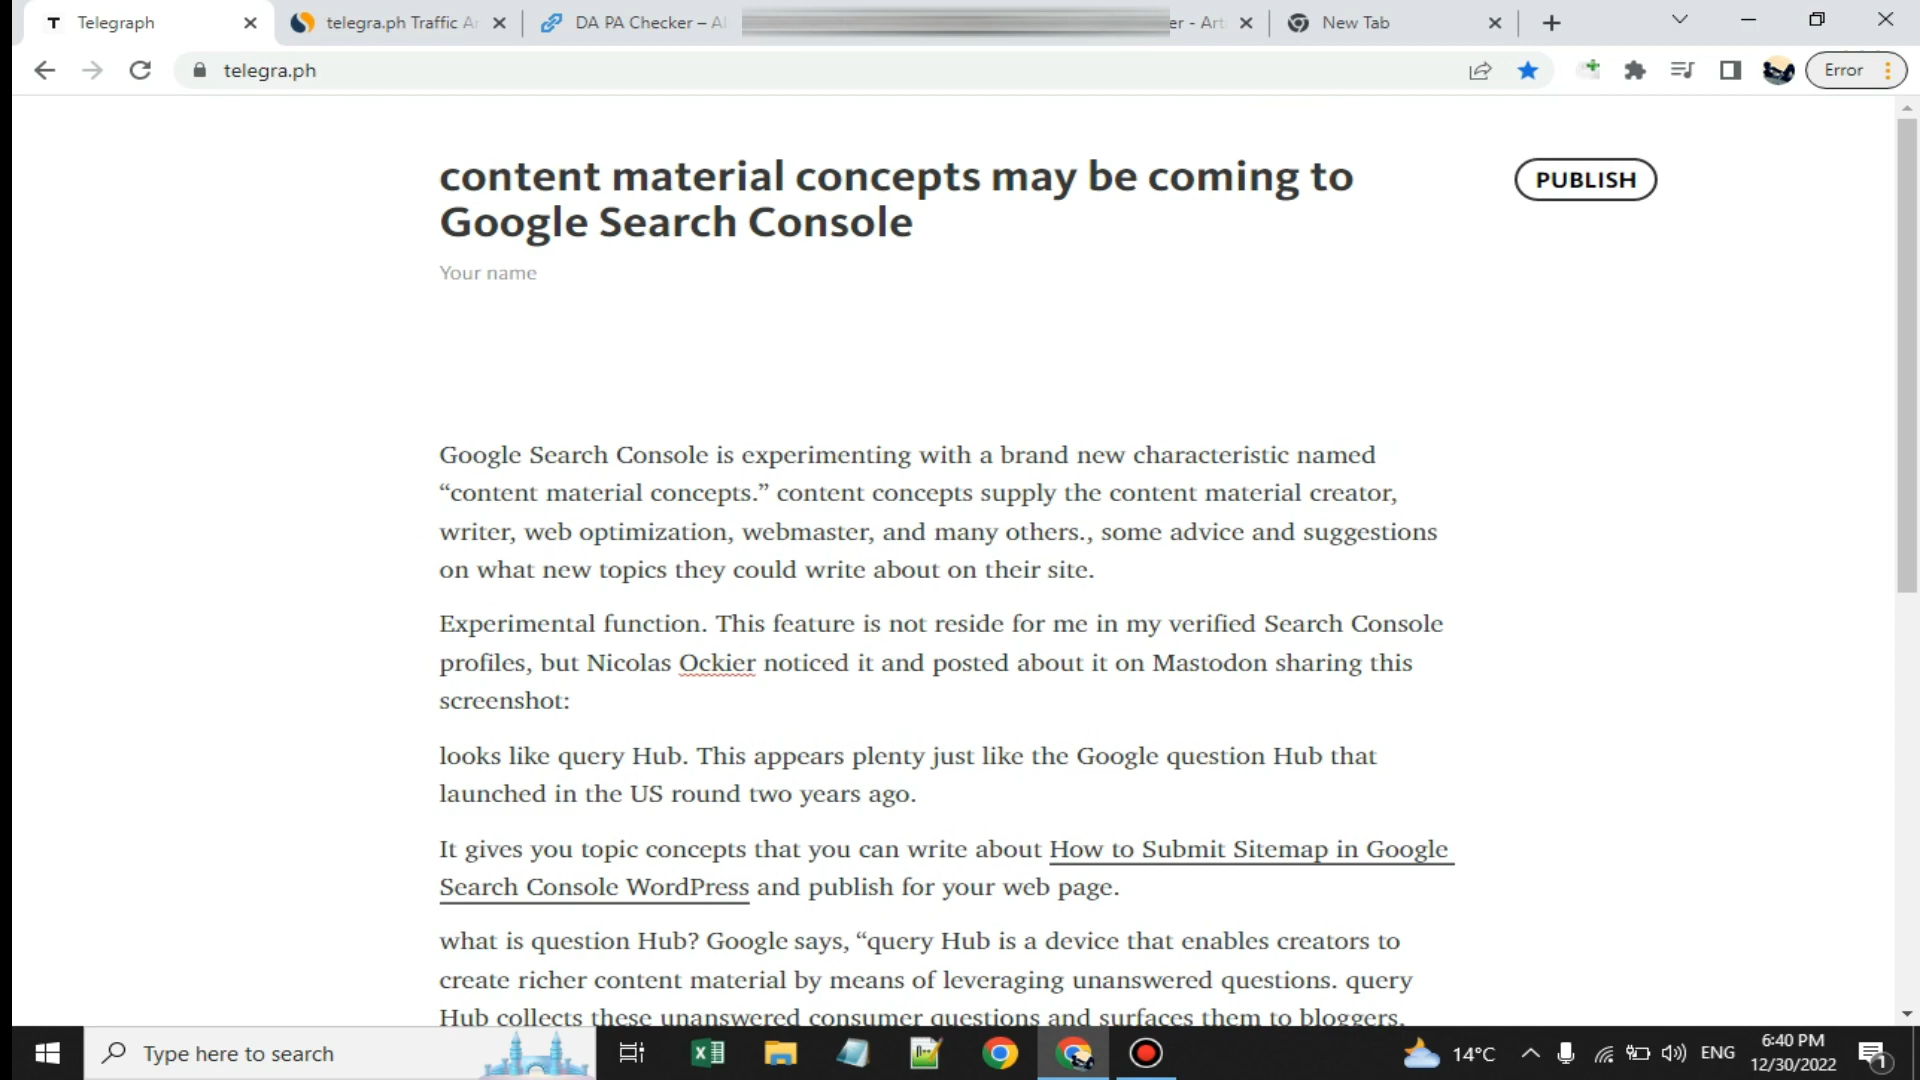 Telegraph
telegra.ph Traffic
DA PA Checker –
er - Art
New Tab
telegra.ph
Error
content material concepts may be coming to
Google Search Console
PUBLISH
Your name
Google Search Console is experimenting with a brand new characteristic named
“content material concepts.” content concepts supply the content material creator,
writer, web optimization, webmaster, and many others., some advice and suggestions
on what new topics they could write about on their site.
Experimental function. This feature is not reside for me in my verified Search Console
profiles, but Nicolas Ockier noticed it and posted about it on Mastodon sharing this
screenshot:
looks like query Hub. This appears plenty just like the Google question Hub that
launched in the US round two years ago.
It gives you topic concepts that you can write about How to Submit Sitemap in Google
Search Console WordPress and publish for your web page.
what is question Hub? Google says, “query Hub is a device that enables creators to
create richer content material by means of leveraging unanswered questions. query
Hub collects these unanswered consumer questions and surfaces them to bloggers,
Type here to search
14°C
ENG
6:40 PM
12/30/2022
1